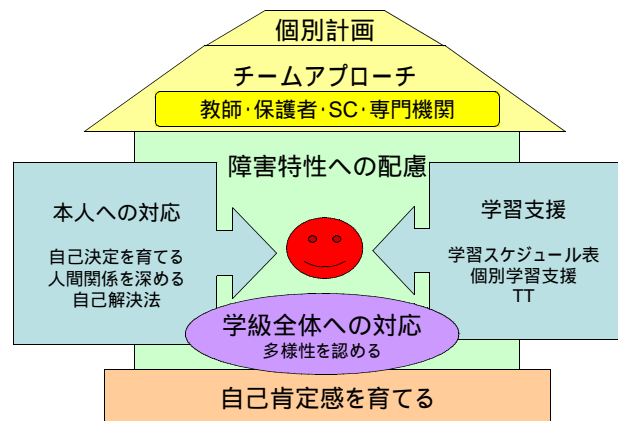 個別計画
チームアプローチ
教師・保護者・SC・専門機関
障害特性への配慮
本人への対応
自己決定を育てる
人間関係を深める
自己解決法
学習支援
学習スケジュール表
個別学習支援
TT
学級全体への対応
多様性を認める
自己肯定感を育てる